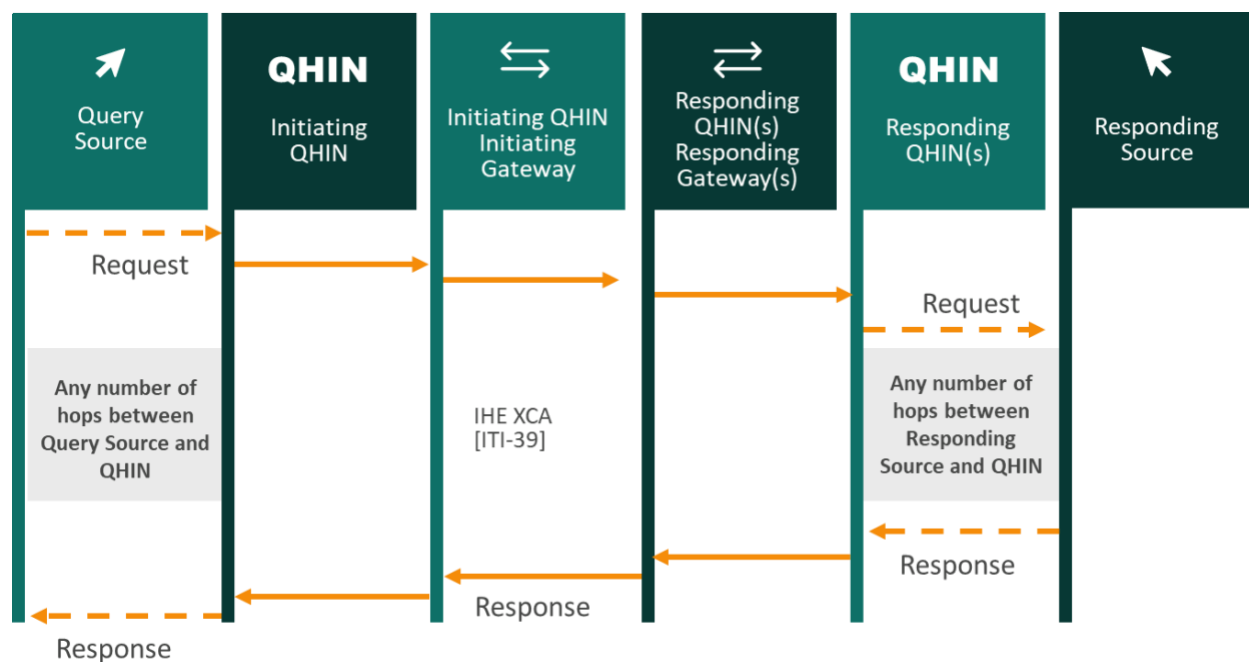 Query
Source
QHIN
Initiating
QHIN
Initiating QHIN
Initiating
Gateway
Responding
QHIN(s)
Responding
Gateway(s)
QHIN
Responding
QHIN(s)
Responding
Source
Request
Request
Any number of
hops between
Query Source and
QHIN
IHE XCA
[ITI-39]
Any number of
hops between
Responding
Source and QHIN
Response
Response
Response